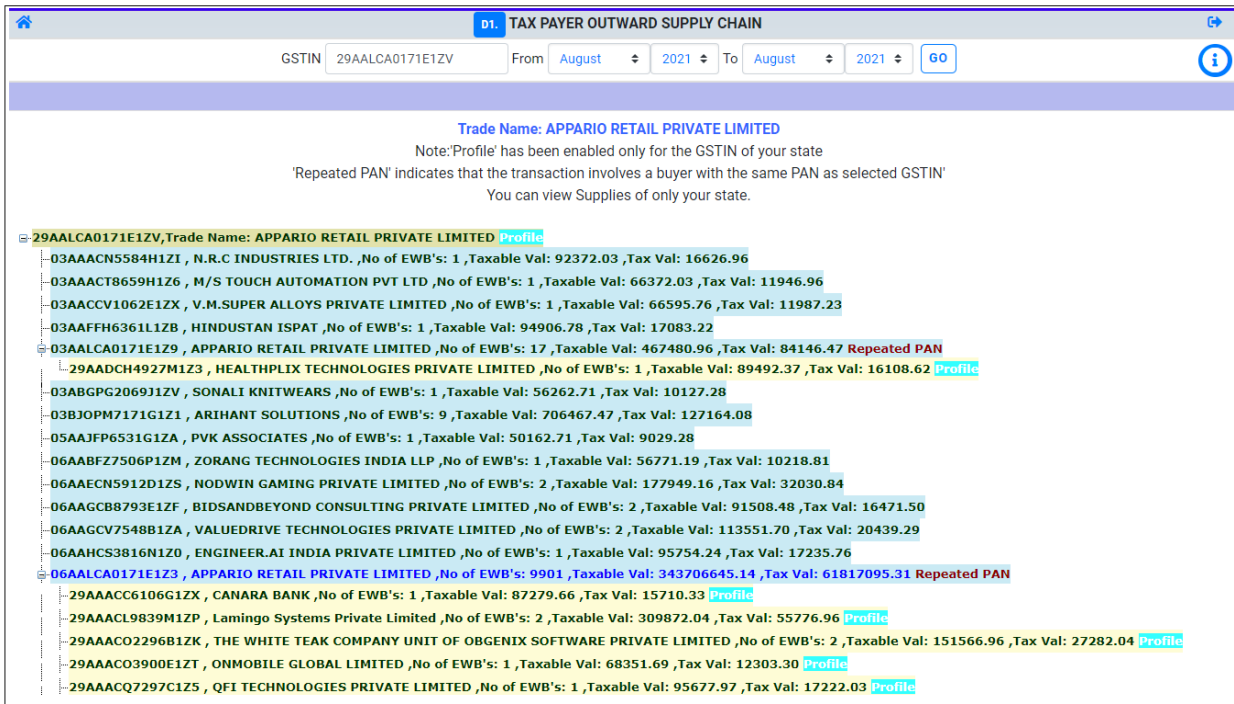 D1. TAX PAYER OUTWARD SUPPLY CHAIN
GSTIN 29AALCA0171E1ZV From August 2021 To August 2021 GO
Trade Name: APPARIO RETAIL PRIVATE LIMITED
Note:'Profile' has been enabled only for the GSTIN of your state
'Repeated PAN' indicates that the transaction involves a buyer with the same PAN as selected GSTIN'
You can view Supplies of only your state.
29AALCA0171E1ZV,Trade Name: APPARIO RETAIL PRIVATE LIMITED Profile
03AAACN5584H1ZI , N.R.C INDUSTRIES LTD. ,No of EWB's: 1 ,Taxable Val: 92372.03 ,Tax Val: 16626.96
03AAACT8659H1Z6 , M/S TOUCH AUTOMATION PVT LTD ,No of EWB's: 1 ,Taxable Val: 66372.03 ,Tax Val: 11946.96
03AACCV1062E1ZX , V.M.SUPER ALLOYS PRIVATE LIMITED ,No of EWB's: 1 ,Taxable Val: 66595.76 ,Tax Val: 11987.23
03AAFFH6361L1ZB , HINDUSTAN ISPAT ,No of EWB's: 1 ,Taxable Val: 94906.78 ,Tax Val: 17083.22
03AALCA0171E1Z9 , APPARIO RETAIL PRIVATE LIMITED ,No of EWB's: 17 ,Taxable Val: 467480.96 ,Tax Val: 84146.47 Repeated PAN
29AADCH4927M1Z3 , HEALTHPLIX TECHNOLOGIES PRIVATE LIMITED ,No of EWB's: 1 ,Taxable Val: 89492.37 ,Tax Val: 16108.62 Profile
03ABGPG2069J1ZV , SONALI KNITWEARS ,No of EWB's: 1 ,Taxable Val: 56262.71 ,Tax Val: 10127.28
03BJOPM7171G1Z1 , ARIHANT SOLUTIONS ,No of EWB's: 9 ,Taxable Val: 706467.47 ,Tax Val: 127164.08
05AAJFP6531G1ZA , PVK ASSOCIATES ,No of EWB's: 1 ,Taxable Val: 50162.71 ,Tax Val: 9029.28
06AABFZ7506P1ZM , ZORANG TECHNOLOGIES INDIA LLP ,No of EWB's: 1 ,Taxable Val: 56771.19 ,Tax Val: 10218.81
06AAECN5912D1ZS , NODWIN GAMING PRIVATE LIMITED ,No of EWB's: 2 ,Taxable Val: 177949.16 ,Tax Val: 32030.84
06AAGCB8793E1ZF , BIDSANDBEYOND CONSULTING PRIVATE LIMITED ,No of EWB's: 2 ,Taxable Val: 91508.48 ,Tax Val: 16471.50
06AAGCV7548B1ZA , VALUEDRIVE TECHNOLOGIES PRIVATE LIMITED ,No of EWB's: 2 ,Taxable Val: 113551.70 ,Tax Val: 20439.29
06AAHCS3816N1Z0 , ENGINEER.AI INDIA PRIVATE LIMITED ,No of EWB's: 1 ,Taxable Val: 95754.24 ,Tax Val: 17235.76
06AALCA0171E1Z3 , APPARIO RETAIL PRIVATE LIMITED ,No of EWB's: 9901 ,Taxable Val: 343706645.14 ,Tax Val: 61817095.31 Repeated PAN
29AAACC6106G1ZX , CANARA BANK ,No of EWB's: 1 ,Taxable Val: 87279.66 ,Tax Val: 15710.33 Profile
29AAACL9839M1ZP , Lamingo Systems Private Limited ,No of EWB's: 2 ,Taxable Val: 309872.04 ,Tax Val: 55776.96 Profile
29AAACO2296B1ZK , THE WHITE TEAK COMPANY UNIT OF OBGENIX SOFTWARE PRIVATE LIMITED ,No of EWB's: 2 ,Taxable Val: 151566.96 ,Tax Val: 27282.04 Profile
29AAACO3900E1ZT , ONMOBILE GLOBAL LIMITED ,No of EWB's: 1 ,Taxable Val: 68351.69 ,Tax Val: 12303.30 Profile
29AAACQ7297C1Z5 , QFI TECHNOLOGIES PRIVATE LIMITED ,No of EWB's: 1 ,Taxable Val: 95677.97 ,Tax Val: 17222.03 Profile